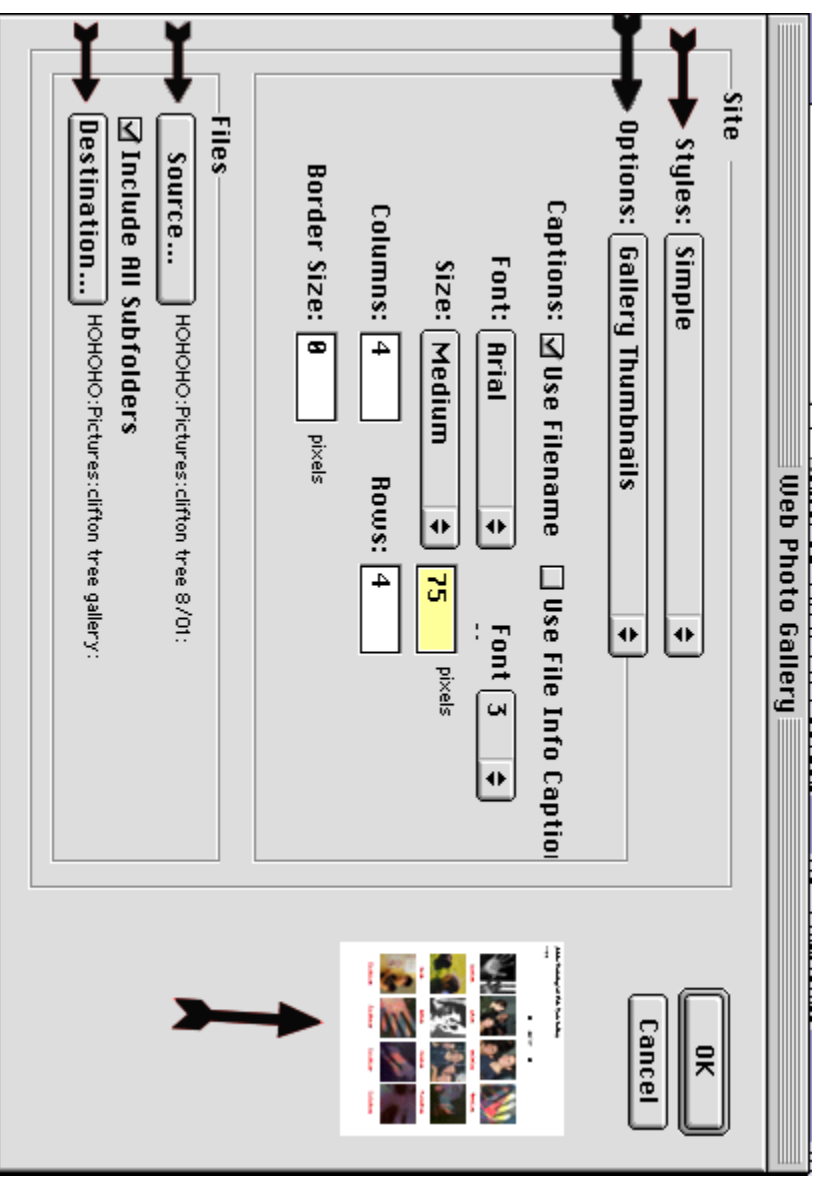 Web Photo Gallery
Site
Styles: Simple
OK
Options: Gallery Thumbnails
Cancel
Captions: Use Filename Use File Info Caption
Font: Arial Font 3
:
Size: Medium 75 pixels
Columns: 4 Rows: 4
Border Size: 0 pixels
Files
Source... HOHOHO:Pictures:clifton tree 8/01:
Include All Subfolders
Destination... HOHOHO:Pictures:clifton tree gallery: